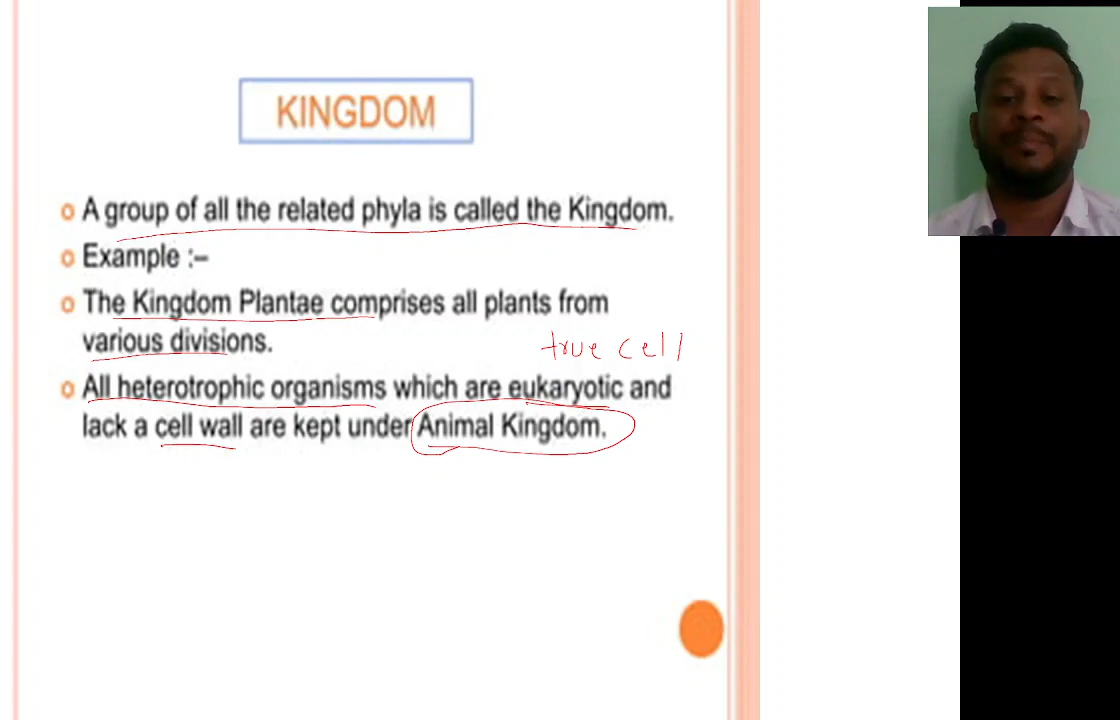 KINGDOM
A group of all the related phyla is called the Kingdom.
Example :–
The Kingdom Plantae comprises all plants from
various divisions.
true cell
All heterotrophic organisms which are eukaryotic and
lack a cell wall are kept under Animal Kingdom.